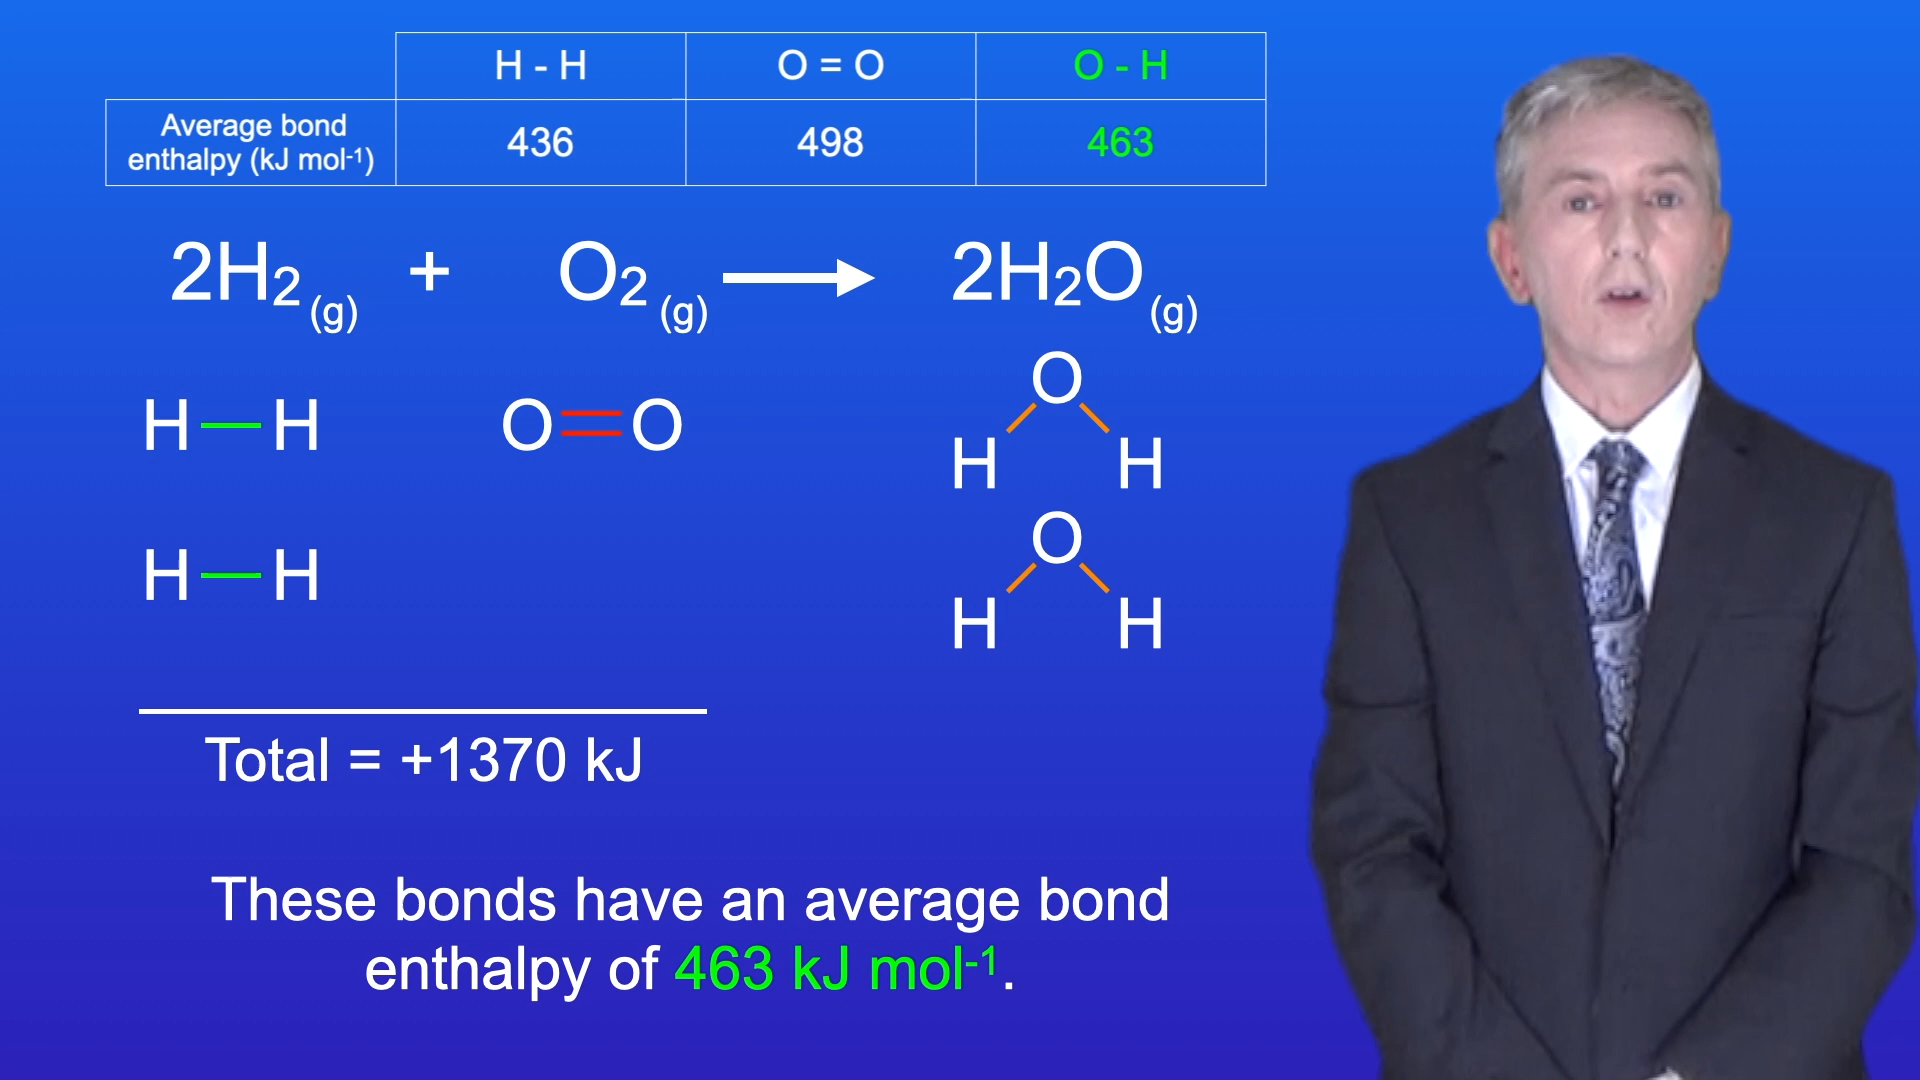 H - H O = O O - H
Average bond
enthalpy (kJ mol⁻¹) 436 498 463
2H₂ (g) + O₂ (g) → 2H₂O (g)
O
H — H O = O
H H
O
H — H
H H
Total = +1370 kJ
These bonds have an average bond
enthalpy of 463 kJ mol⁻¹.